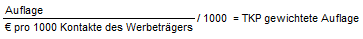 Auflage
€ pro 1000 Kontakte des Werbeträgers / 1000 = TKP gewichtete Auflage